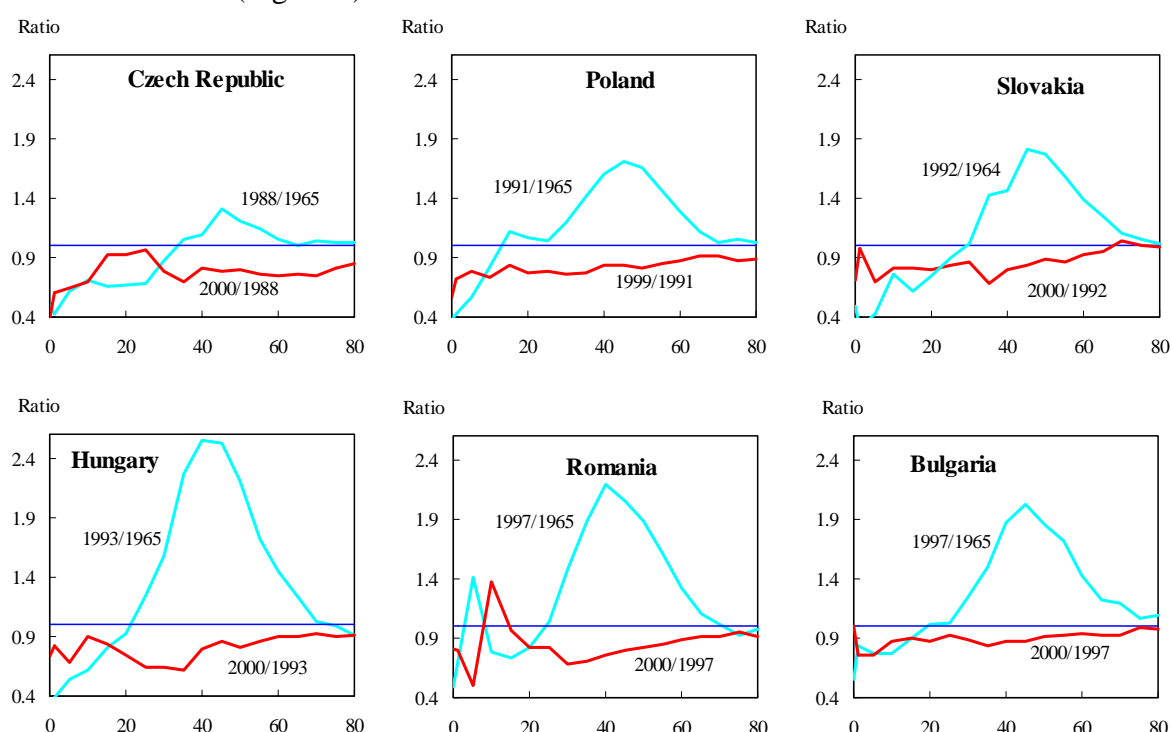 Ratio Ratio Ratio
Czech Republic Poland Slovakia
2.4 2.4 2.4
1.9 1.9 1.9
1992/1964
1991/1965
1988/1965
1.4 1.4 1.4
0.9 0.9 0.9
2000/1988 1999/1991 2000/1992
0.4 0.4 0.4
0 20 40 60 80 0 20 40 60 80 0 20 40 60 80
Ratio Ratio Ratio
Hungary Romania Bulgaria
2.4 2.4 2.4
1.9 1.9 1.9
1993/1965 1997/1965 1997/1965
1.4 1.4 1.4
0.9 0.9 0.9
2000/1993 2000/1997 2000/1997
0.4 0.4 0.4
0 20 40 60 80 0 20 40 60 80 0 20 40 60 80